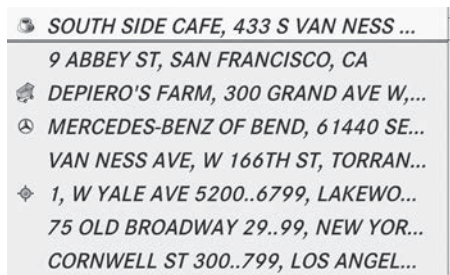 SOUTH SIDE CAFE, 433 S VAN NESS ...
9 ABBEY ST, SAN FRANCISCO, CA
DEPIERO'S FARM, 300 GRAND AVE W,...
MERCEDES-BENZ OF BEND, 61440 SE...
VAN NESS AVE, W 166TH ST, TORRAN...
1, W YALE AVE 5200..6799, LAKEWO...
75 OLD BROADWAY 29..99, NEW YOR...
CORNWELL ST 300..799, LOS ANGEL...